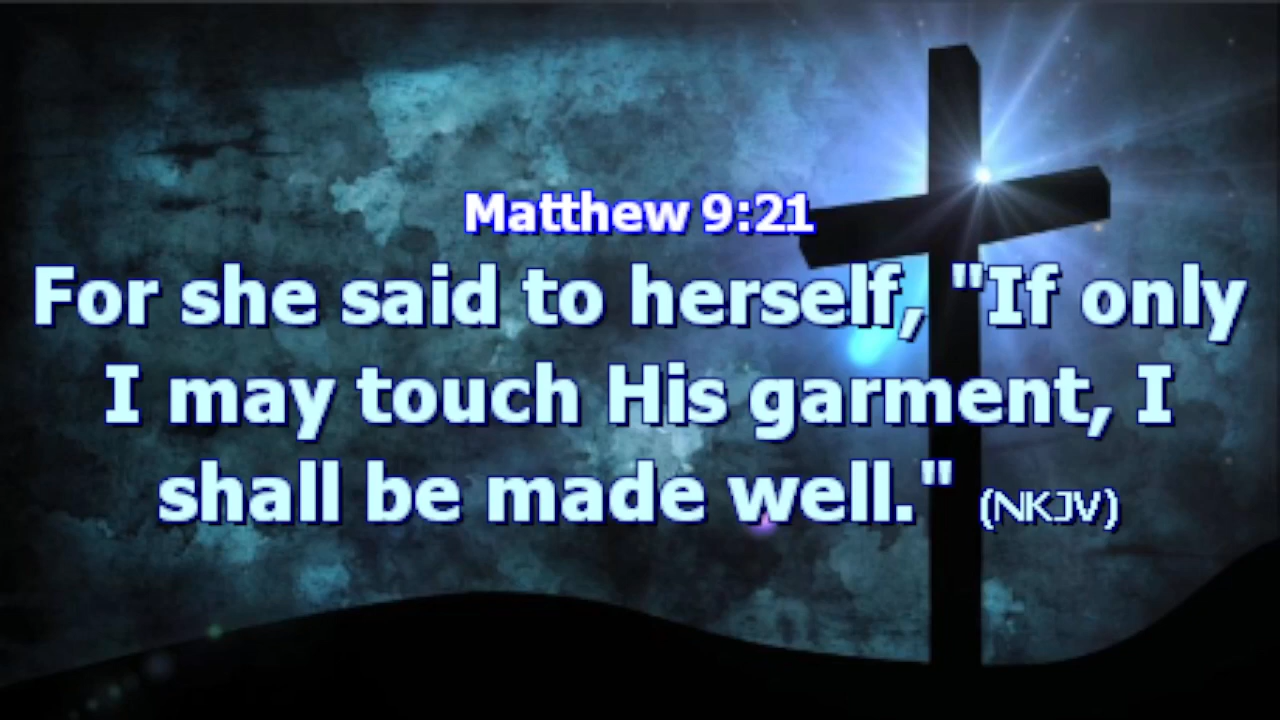 Matthew 9:21
For she said to herself, "If only
I may touch His garment, I
shall be made well." (NKJV)